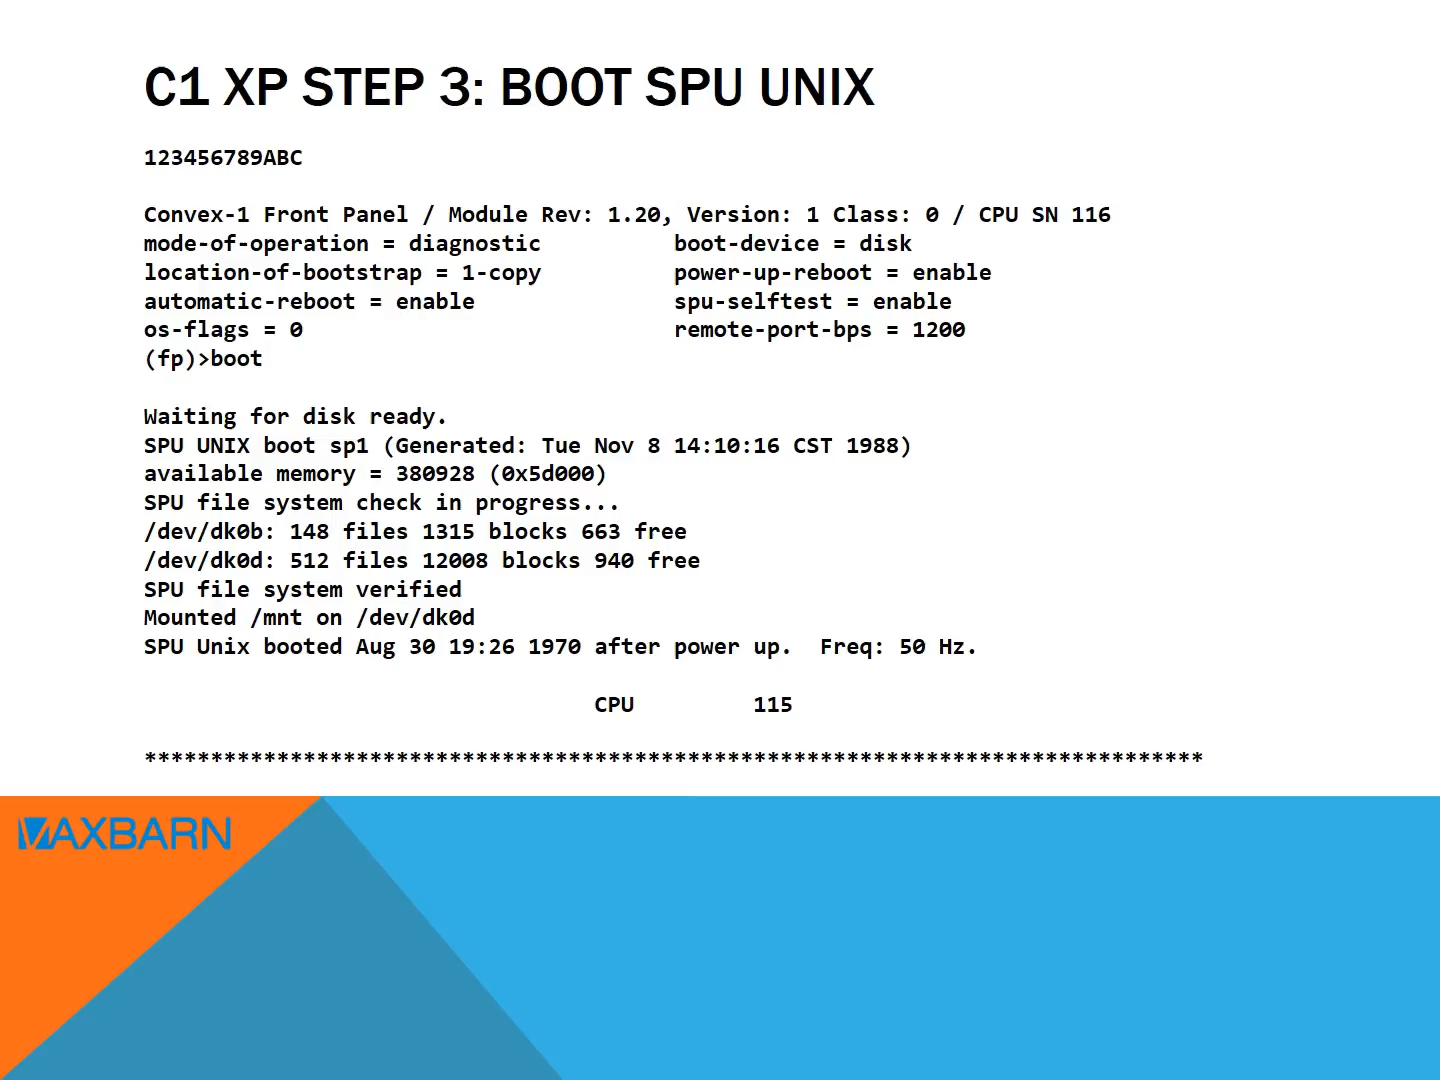 C1 XP STEP 3: BOOT SPU UNIX
123456789ABC
Convex-1 Front Panel / Module Rev: 1.20, Version: 1 Class: 0 / CPU SN 116
mode-of-operation = diagnostic boot-device = disk
location-of-bootstrap = 1-copy power-up-reboot = enable
automatic-reboot = enable spu-selftest = enable
os-flags = 0 remote-port-bps = 1200
(fp)>boot
Waiting for disk ready.
SPU UNIX boot sp1 (Generated: Tue Nov 8 14:10:16 CST 1988)
available memory = 380928 (0x5d000)
SPU file system check in progress...
/dev/dk0b: 148 files 1315 blocks 663 free
/dev/dk0d: 512 files 12008 blocks 940 free
SPU file system verified
Mounted /mnt on /dev/dk0d
SPU Unix booted Aug 30 19:26 1970 after power up. Freq: 50 Hz.
CPU 115
********************************************************************************
VAXBARN